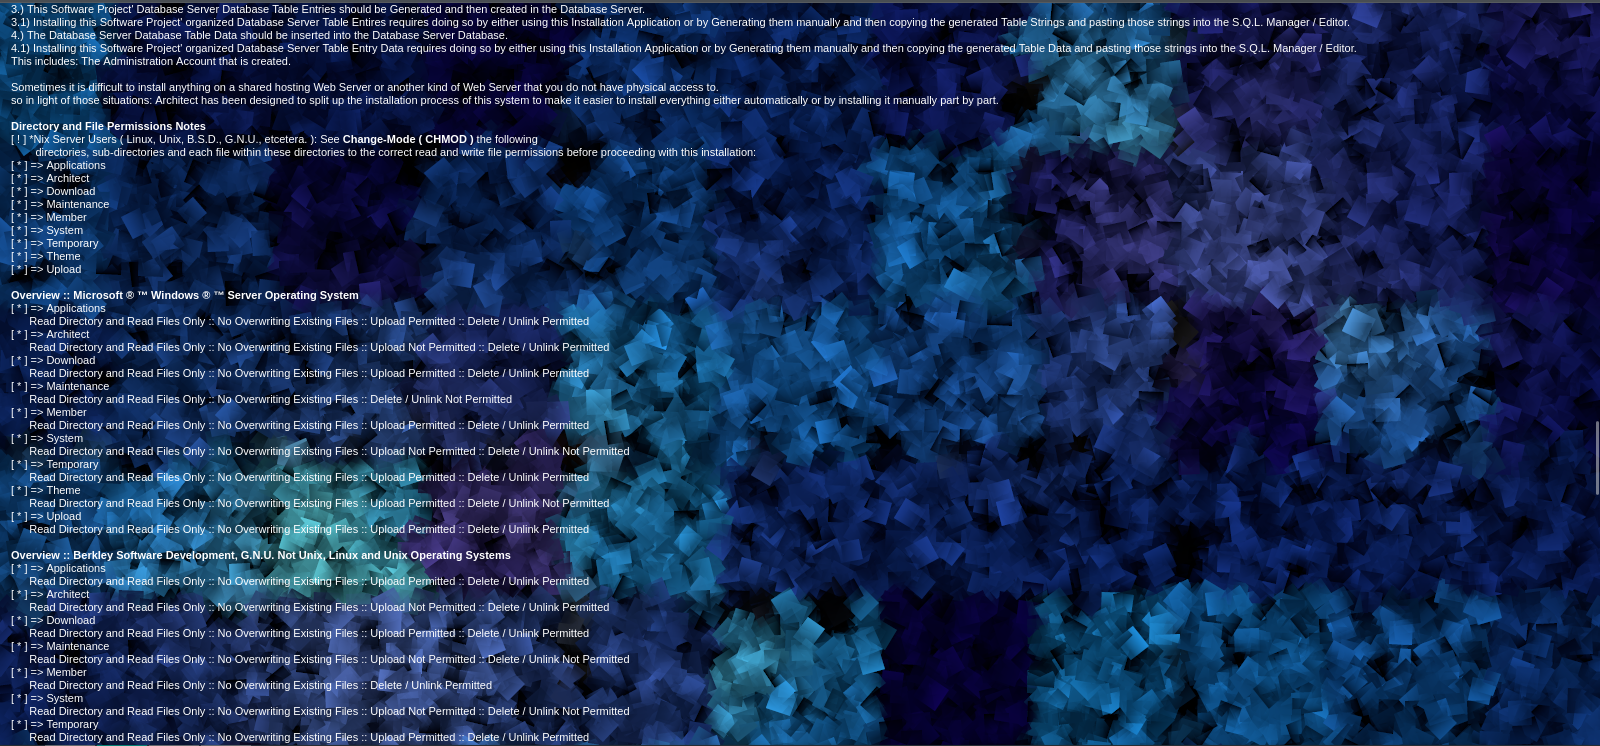 3.) This Software Project' Database Server Database Table Entries should be Generated and then created in the Database Server.
3.1) Installing this Software Project' organized Database Server Table Entires requires doing so by either using this Installation Application or by Generating them manually and then copying the generated Table Strings and pasting those strings into the S.Q.L. Manager / Editor.
4.) The Database Server Database Table Data should be inserted into the Database Server Database.
4.1) Installing this Software Project' organized Database Server Table Entry Data requires doing so by either using this Installation Application or by Generating them manually and then copying the generated Table Data and pasting those strings into the S.Q.L. Manager / Editor.
This includes: The Administration Account that is created.
Sometimes it is difficult to install anything on a shared hosting Web Server or another kind of Web Server that you do not have physical access to.
so in light of those situations: Architect has been designed to split up the installation process of this system to make it easier to install everything either automatically or by installing it manually part by part.
Directory and File Permissions Notes
[ ! ] *Nix Server Users ( Linux, Unix, B.S.D., G.N.U., etcetera. ): See Change-Mode ( CHMOD ) the following
directories, sub-directories and each file within these directories to the correct read and write file permissions before proceeding with this installation:
[ * ] => Applications
[ * ] => Architect
[ * ] => Download
[ * ] => Maintenance
[ * ] => Member
[ * ] => System
[ * ] => Temporary
[ * ] => Theme
[ * ] => Upload
Overview :: Microsoft ® ™ Windows ® ™ Server Operating System
[ * ] => Applications
Read Directory and Read Files Only :: No Overwriting Existing Files :: Upload Permitted :: Delete / Unlink Permitted
[ * ] => Architect
Read Directory and Read Files Only :: No Overwriting Existing Files :: Upload Not Permitted :: Delete / Unlink Permitted
[ * ] => Download
Read Directory and Read Files Only :: No Overwriting Existing Files :: Upload Permitted :: Delete / Unlink Permitted
[ * ] => Maintenance
Read Directory and Read Files Only :: No Overwriting Existing Files :: Delete / Unlink Not Permitted
[ * ] => Member
Read Directory and Read Files Only :: No Overwriting Existing Files :: Upload Permitted :: Delete / Unlink Permitted
[ * ] => System
Read Directory and Read Files Only :: No Overwriting Existing Files :: Upload Not Permitted :: Delete / Unlink Not Permitted
[ * ] => Temporary
Read Directory and Read Files Only :: No Overwriting Existing Files :: Upload Permitted :: Delete / Unlink Permitted
[ * ] => Theme
Read Directory and Read Files Only :: No Overwriting Existing Files :: Upload Permitted :: Delete / Unlink Not Permitted
[ * ] => Upload
Read Directory and Read Files Only :: No Overwriting Existing Files :: Upload Permitted :: Delete / Unlink Permitted
Overview :: Berkley Software Development, G.N.U. Not Unix, Linux and Unix Operating Systems
[ * ] => Applications
Read Directory and Read Files Only :: No Overwriting Existing Files :: Upload Permitted :: Delete / Unlink Permitted
[ * ] => Architect
Read Directory and Read Files Only :: No Overwriting Existing Files :: Upload Not Permitted :: Delete / Unlink Permitted
[ * ] => Download
Read Directory and Read Files Only :: No Overwriting Existing Files :: Upload Permitted :: Delete / Unlink Permitted
[ * ] => Maintenance
Read Directory and Read Files Only :: No Overwriting Existing Files :: Upload Not Permitted :: Delete / Unlink Not Permitted
[ * ] => Member
Read Directory and Read Files Only :: No Overwriting Existing Files :: Delete / Unlink Permitted
[ * ] => System
Read Directory and Read Files Only :: No Overwriting Existing Files :: Upload Not Permitted :: Delete / Unlink Not Permitted
[ * ] => Temporary
Read Directory and Read Files Only :: No Overwriting Existing Files :: Upload Permitted :: Delete / Unlink Permitted